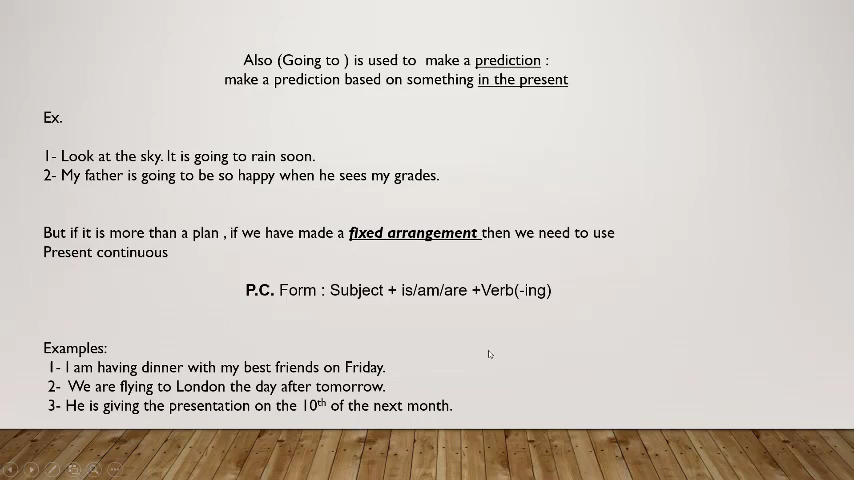 Also (Going to ) is used to make a prediction :
make a prediction based on something in the present
Ex.
1- Look at the sky. It is going to rain soon.
2- My father is going to be so happy when he sees my grades.
But if it is more than a plan , if we have made a fixed arrangement then we need to use
Present continuous
P.C. Form : Subject + is/am/are +Verb(-ing)
Examples:
1- I am having dinner with my best friends on Friday.
2- We are flying to London the day after tomorrow.
3- He is giving the presentation on the 10th of the next month.